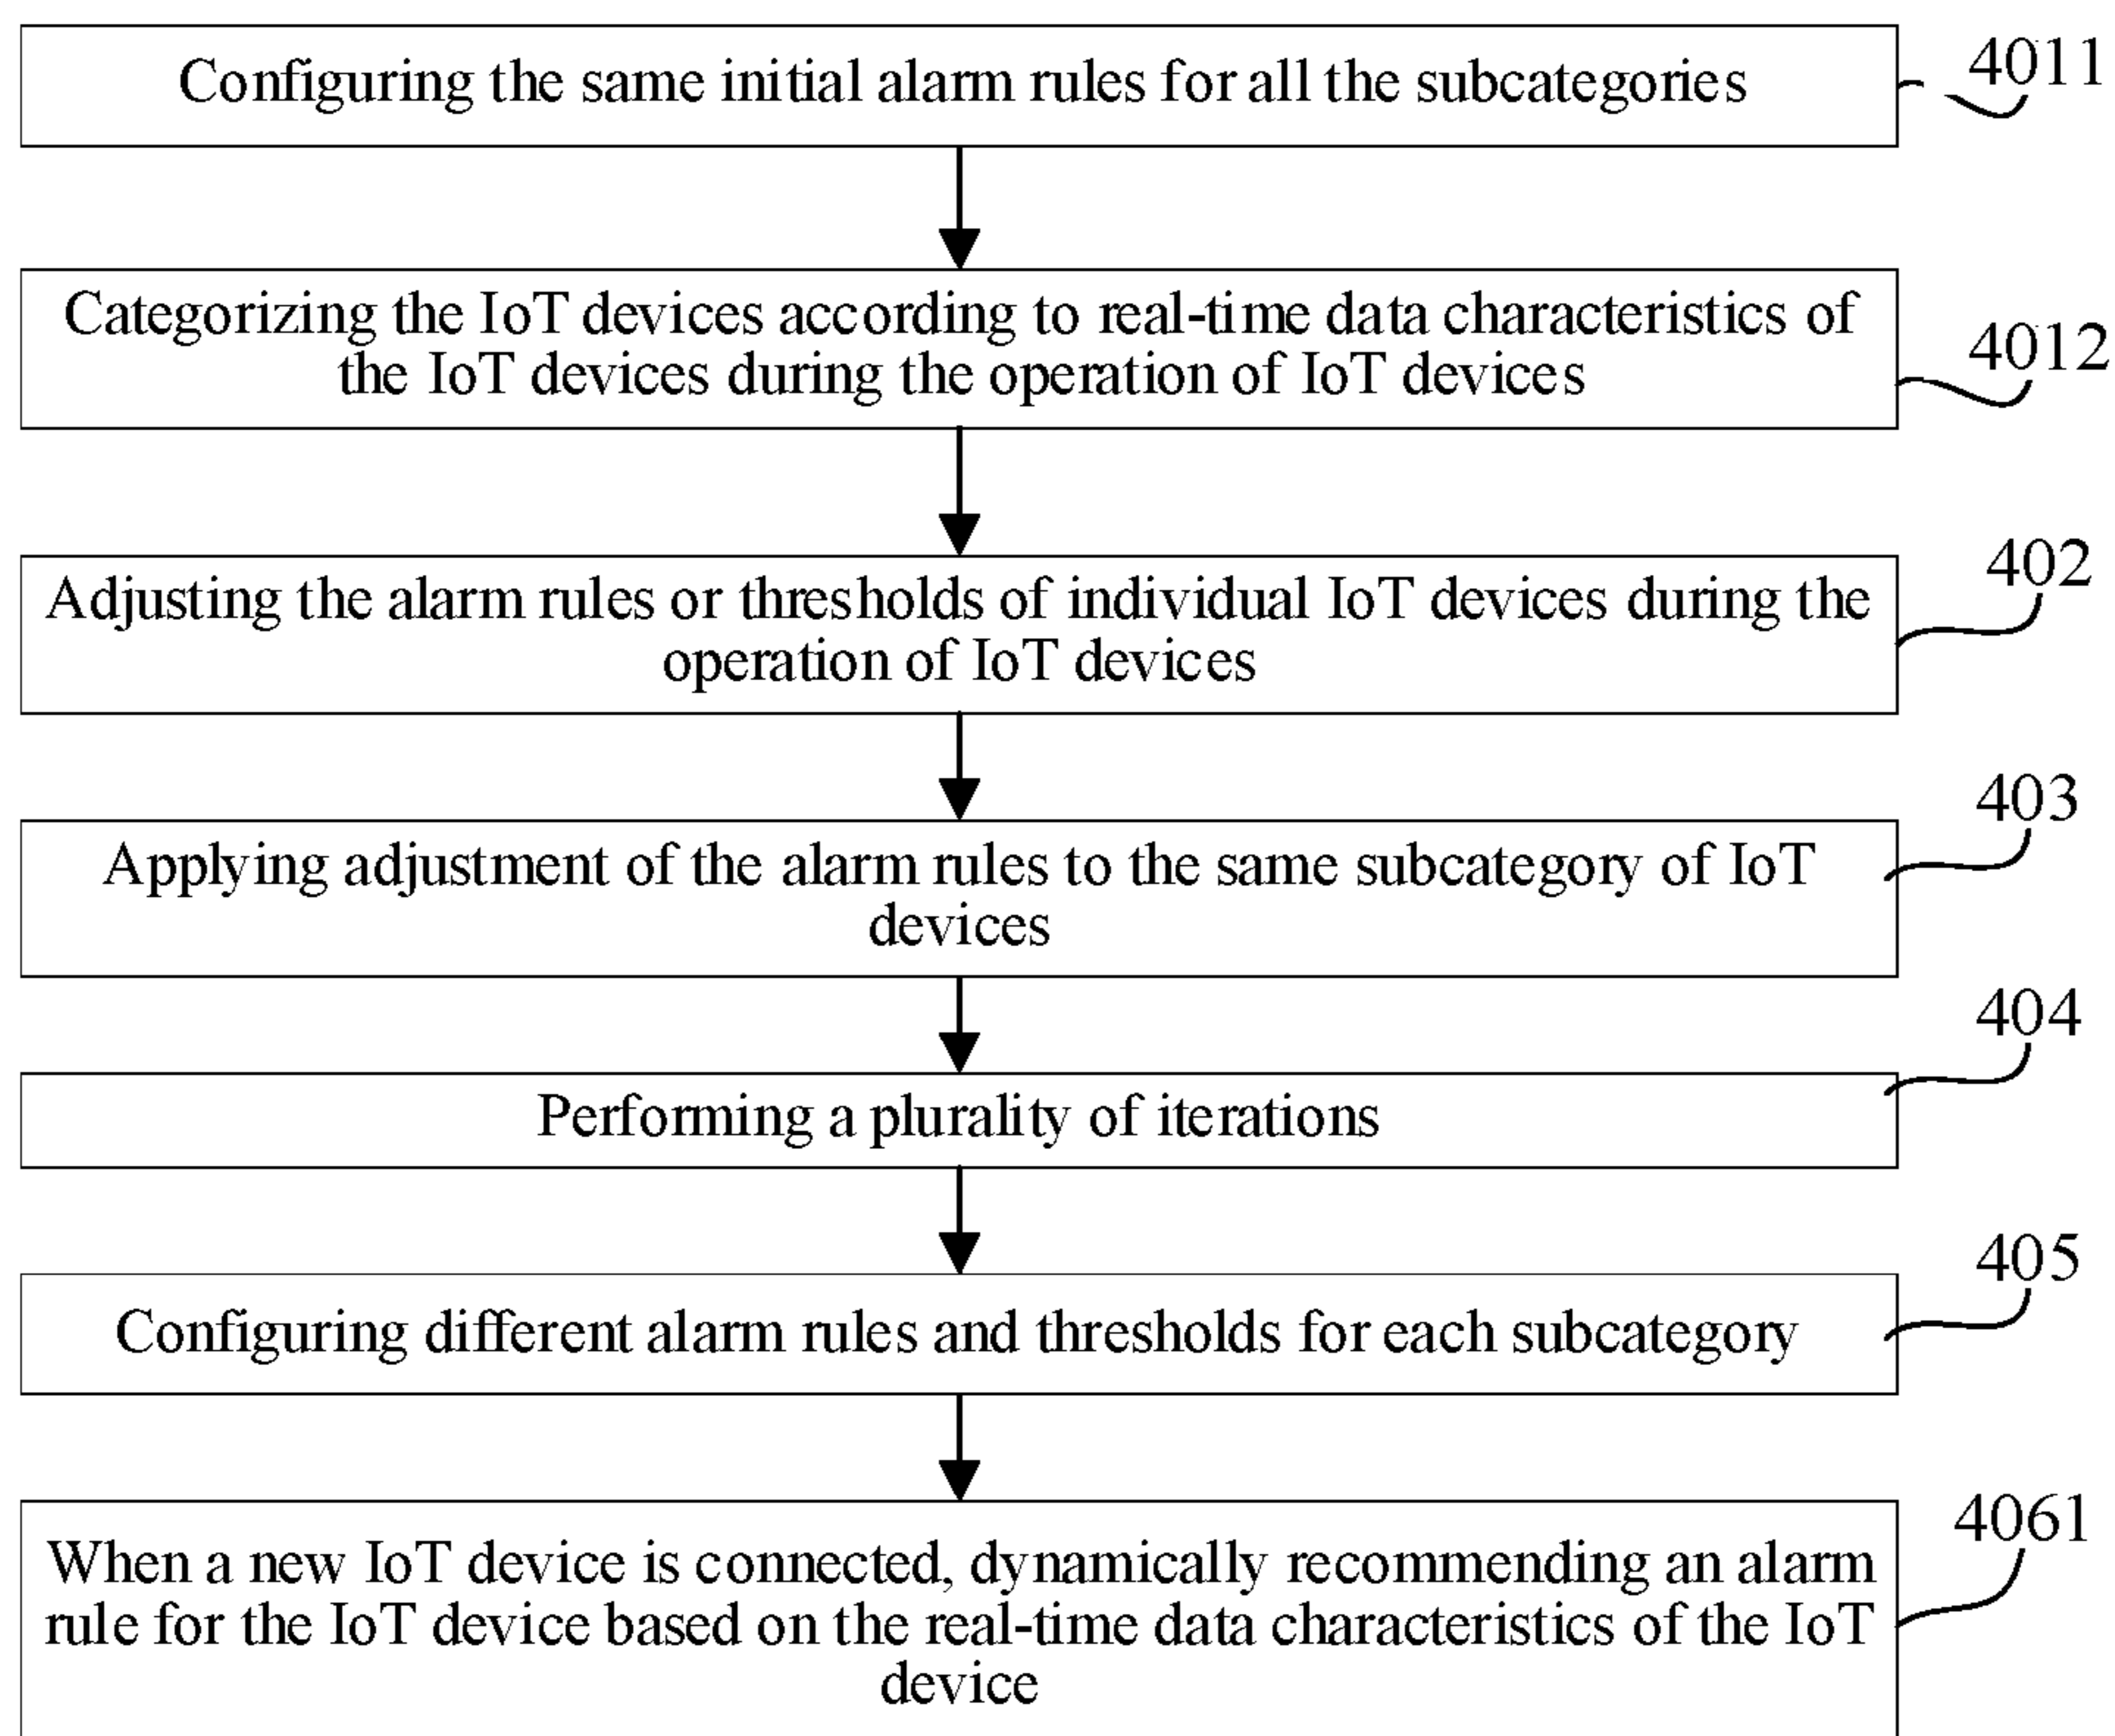 Configuring the same initial alarm rules for all the subcategories
4011
Categorizing the IoT devices according to real-time data characteristics of
the IoT devices during the operation of IoT devices
4012
Adjusting the alarm rules or thresholds of individual IoT devices during the
operation of IoT devices
402
Applying adjustment of the alarm rules to the same subcategory of IoT
devices
403
Performing a plurality of iterations
404
Configuring different alarm rules and thresholds for each subcategory
405
When a new IoT device is connected, dynamically recommending an alarm
rule for the IoT device based on the real-time data characteristics of the IoT
device
4061